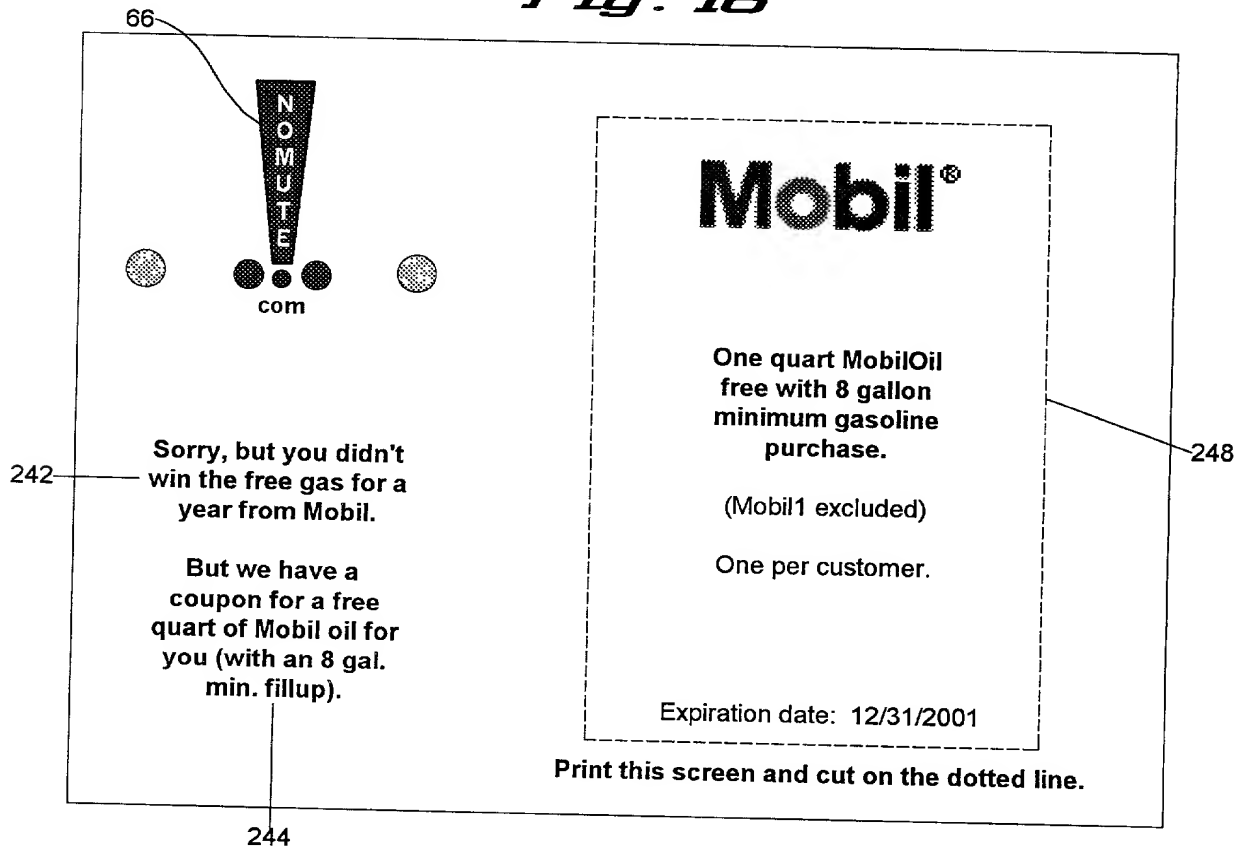 66
NOMUTE
com
Mobil®
One quart MobilOil
free with 8 gallon
minimum gasoline
purchase.
(Mobil1 excluded)
One per customer.
Expiration date: 12/31/2001
248
242
Sorry, but you didn't
win the free gas for a
year from Mobil.
But we have a
coupon for a free
quart of Mobil oil for
you (with an 8 gal.
min. fillup).
244
Print this screen and cut on the dotted line.